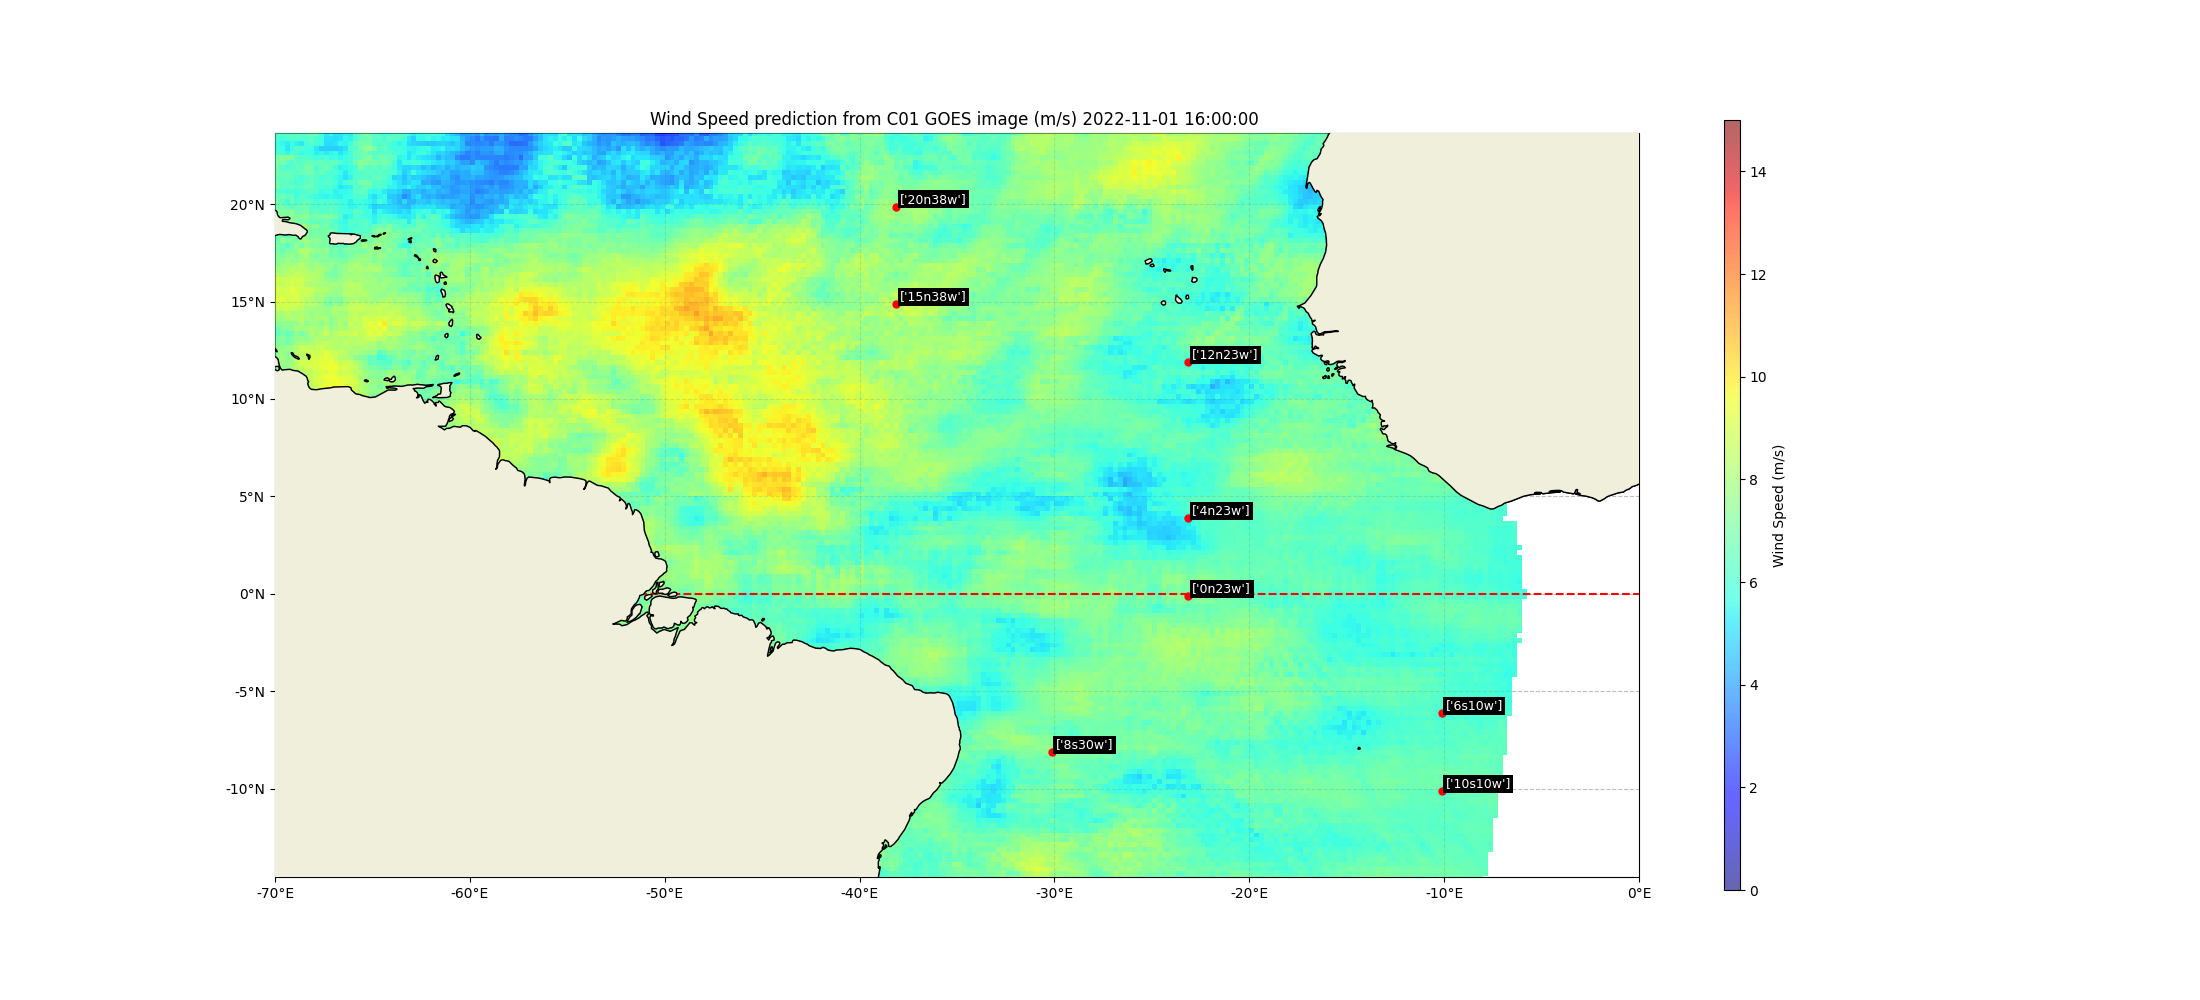 Wind Speed prediction from C01 GOES image (m/s) 2022-11-01 16:00:00
20°N
15°N
10°N
5°N
0°N
-5°N
-10°N
['20n38w']
['15n38w']
['12n23w']
['4n23w']
['0n23w']
['6s10w']
['8s30w']
['10s10w']
-70°E
-60°E
-50°E
-40°E
-30°E
-20°E
-10°E
0°E
14
12
10
8
6
4
2
0
Wind Speed (m/s)